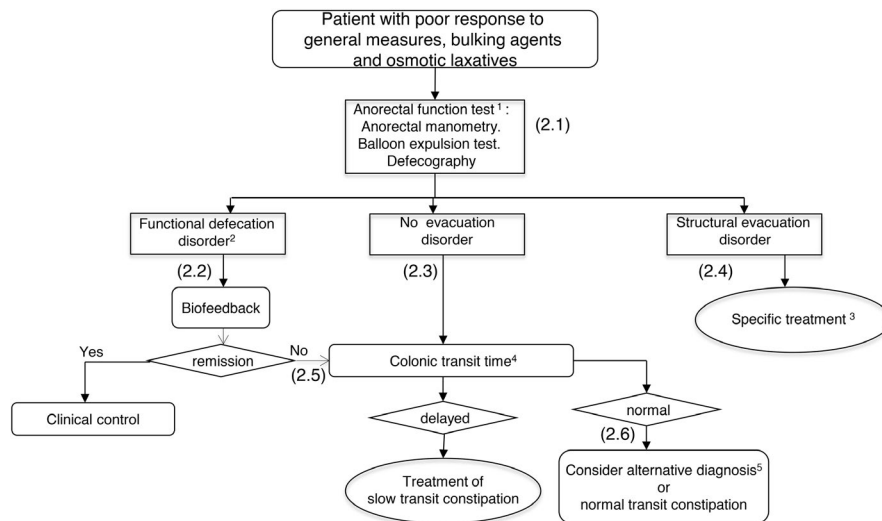 Patient with poor response to
general measures, bulking agents
and osmotic laxatives
Anorectal function test ¹ :
Anorectal manometry.
Balloon expulsion test.
Defecography
(2.1)
Functional defecation
disorder²
No evacuation
disorder
Structural evacuation
disorder
(2.2)
(2.3)
(2.4)
Biofeedback
Specific treatment ³
Yes
remission
No
(2.5)
Colonic transit time⁴
Clinical control
delayed
normal
(2.6)
Treatment of
slow transit constipation
Consider alternative diagnosis⁵
or
normal transit constipation